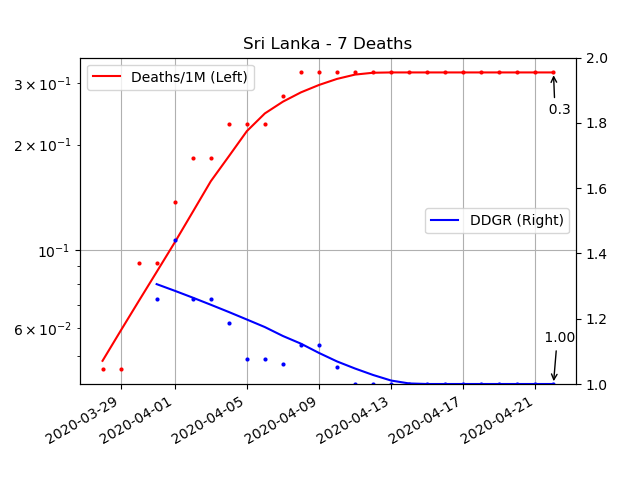 Sri Lanka - 7 Deaths
Deaths/1M (Left)
DDGR (Right)
3 × 10⁻¹
2 × 10⁻¹
10⁻¹
6 × 10⁻²
2.0
1.8
1.6
1.4
1.2
1.0
0.3
1.00
2020-03-29
2020-04-01
2020-04-05
2020-04-09
2020-04-13
2020-04-17
2020-04-21